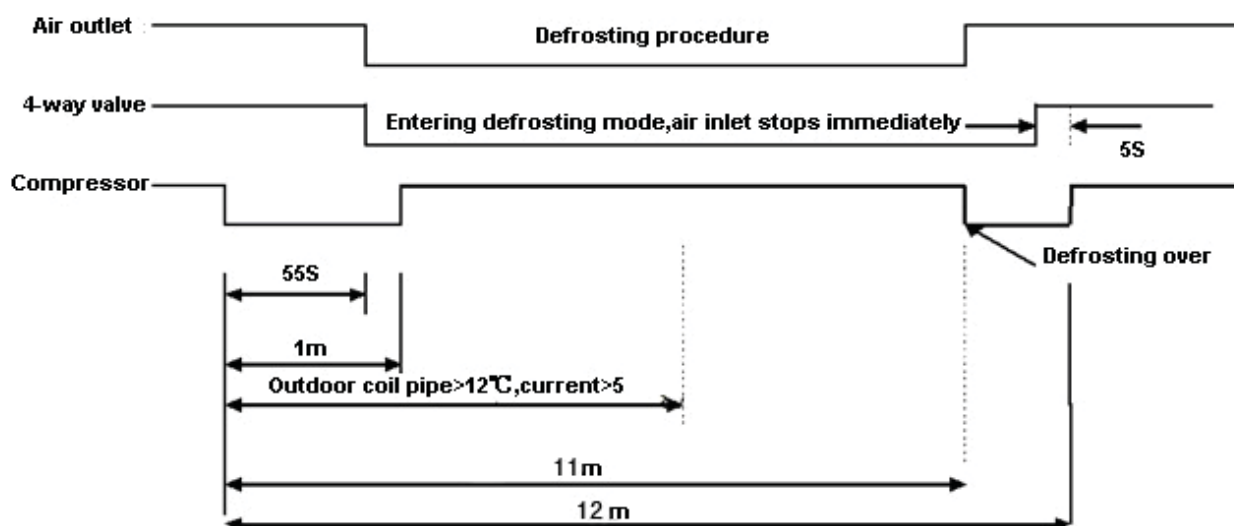 Air outlet
Defrosting procedure
4-way valve
Entering defrosting mode,air inlet stops immediately
5S
Compressor
Defrosting over
55S
1m
Outdoor coil pipe>12℃,current>5
11m
12 m